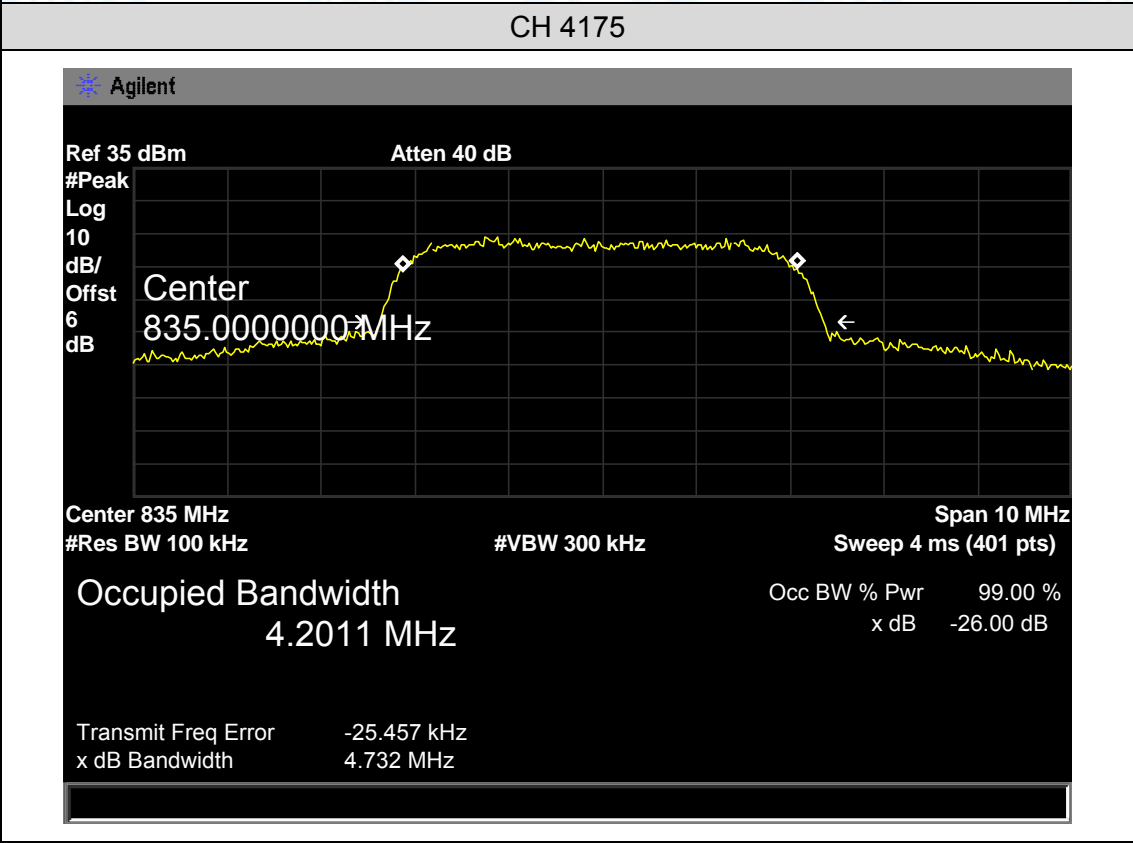 CH 4175
Agilent
Ref 35 dBm Atten 40 dB
#Peak
Log
10
dB/
Offst
6
dB
Center
835.0000000 MHz
Center 835 MHz Span 10 MHz
#Res BW 100 kHz #VBW 300 kHz Sweep 4 ms (401 pts)
Occupied Bandwidth Occ BW % Pwr 99.00 %
4.2011 MHz x dB -26.00 dB
Transmit Freq Error -25.457 kHz
x dB Bandwidth 4.732 MHz